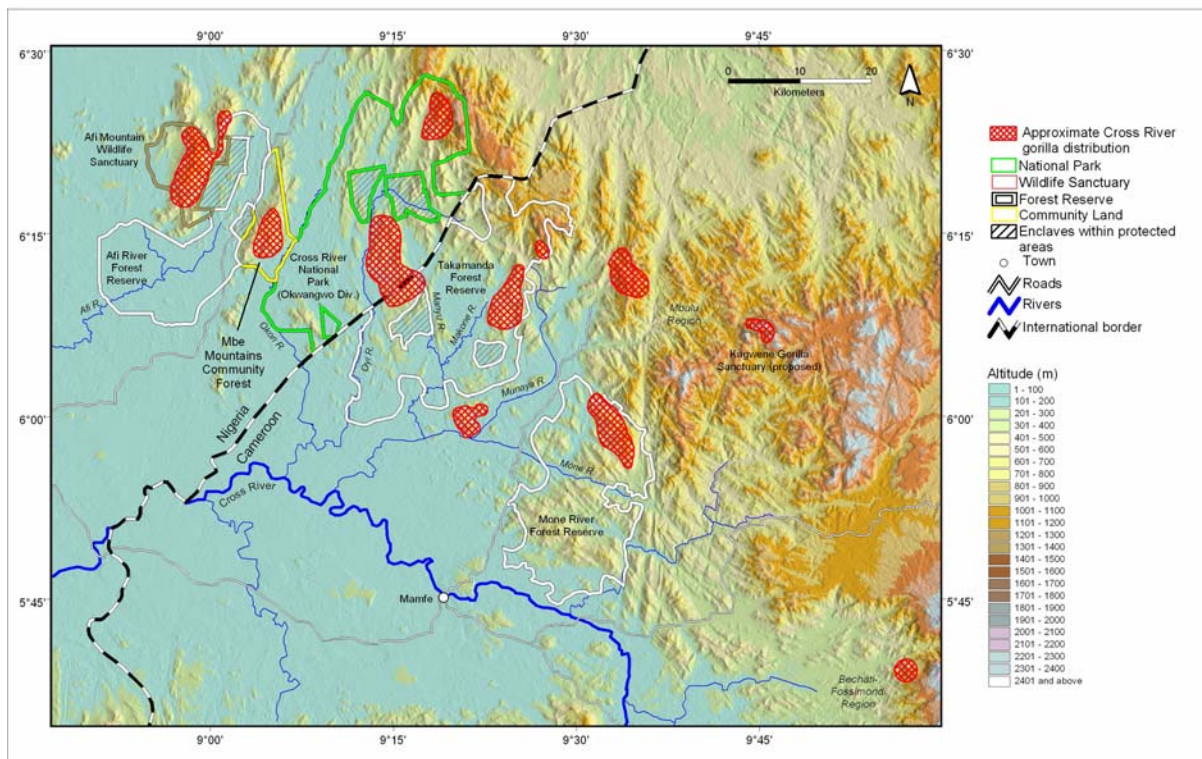 9°00'
9°15'
9°30'
9°45'
6°30'
6°30'
0
10
20
Kilometers
N
Afi Mountain
Wildlife
Sanctuary
6°15'
6°15'
Afi River
Forest
Reserve
Cross River
National
Park
(Okwangwo Div.)
Takamanda
Forest
Reserve
Afi R.
Okon R.
Oyi R.
Manyu R.
Makone R.
Mbulu
Region
Mbe
Mountains
Community
Forest
Kagwene Gorilla
Sanctuary (proposed)
Munaya R.
6°00'
6°00'
Nigeria
Cameroon
Mone R.
Cross River
Mone River
Forest Reserve
5°45'
5°45'
Mamfe
Bechati-
Fossimond
Region
9°00'
9°15'
9°30'
9°45'
Approximate Cross River
gorilla distribution
National Park
Wildlife Sanctuary
Forest Reserve
Community Land
Enclaves within protected
areas
Town
Roads
Rivers
International border
Altitude (m)
1 - 100
101 - 200
201 - 300
301 - 400
401 - 500
501 - 600
601 - 700
701 - 800
801 - 900
901 - 1000
1001 - 1100
1101 - 1200
1201 - 1300
1301 - 1400
1401 - 1500
1501 - 1600
1601 - 1700
1701 - 1800
1801 - 1900
1901 - 2000
2001 - 2100
2101 - 2200
2201 - 2300
2301 - 2400
2401 and above